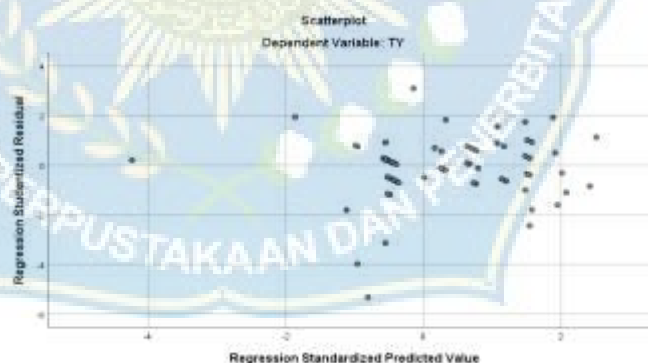 Scatterplot
Dependent Variable: TY
Regression Studentized Residual
4
2
0
-2
-4
-6
-4
-2
0
2
Regression Standardized Predicted Value
PERPUSTAKAAN DAN PENERBITA